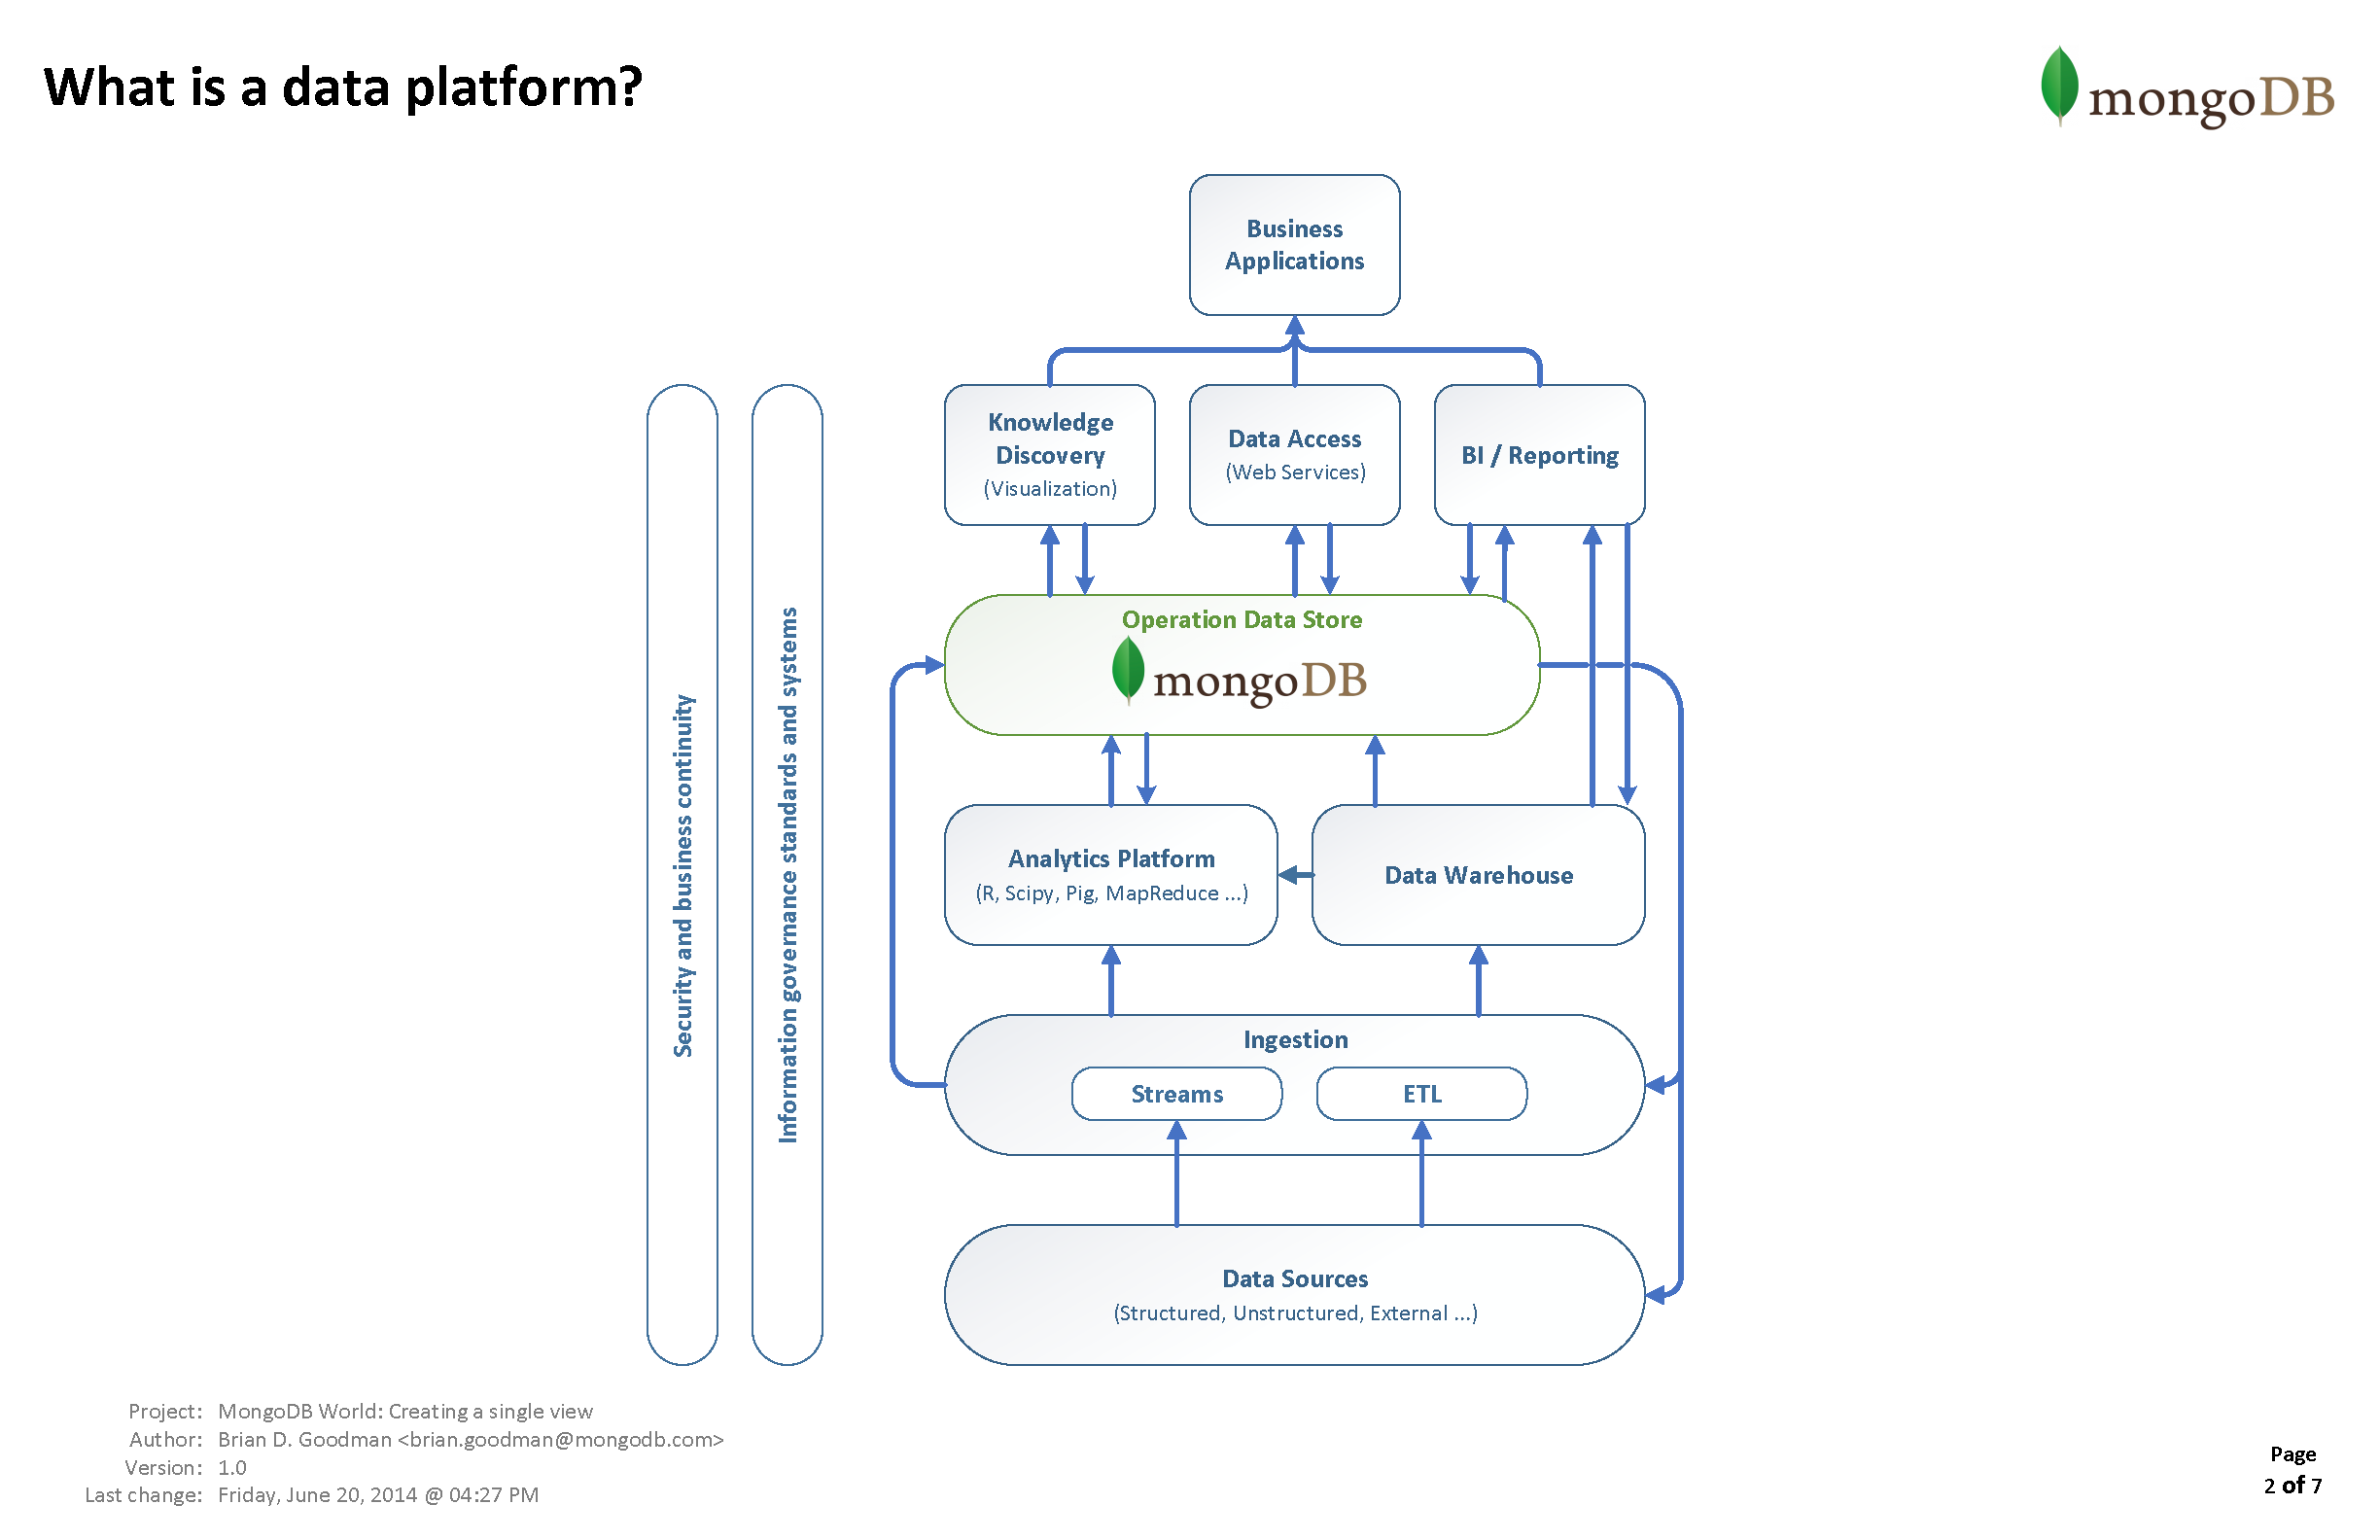 What is a data platform?
mongoDB
Business
Applications
Knowledge
Discovery
(Visualization)
Data Access
(Web Services)
BI / Reporting
Operation Data Store
mongoDB
Security and business continuity
Information governance standards and systems
Analytics Platform
(R, Scipy, Pig, MapReduce ...)
Data Warehouse
Ingestion
Streams
ETL
Data Sources
(Structured, Unstructured, External ...)
Project: MongoDB World: Creating a single view
Author: Brian D. Goodman <brian.goodman@mongodb.com>
Version: 1.0
Last change: Friday, June 20, 2014 @ 04:27 PM
Page
2 of 7